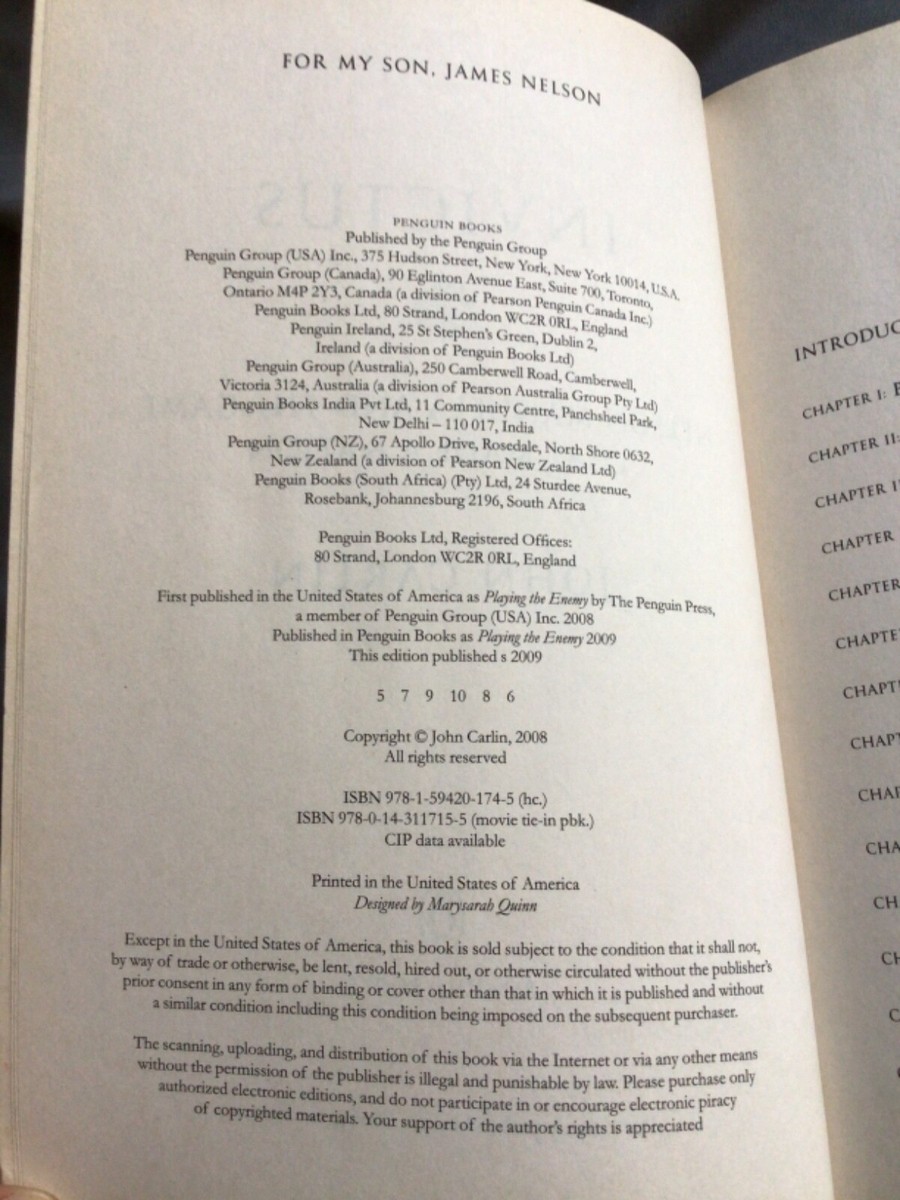 FOR MY SON, JAMES NELSON
PENGUIN BOOKS
Published by the Penguin Group
Penguin Group (USA) Inc., 375 Hudson Street, New York, New York 10014, U.S.A.
Penguin Group (Canada), 90 Eglinton Avenue East, Suite 700, Toronto,
Ontario M4P 2Y3, Canada (a division of Pearson Penguin Canada Inc.)
Penguin Books Ltd, 80 Strand, London WC2R 0RL, England
Penguin Ireland, 25 St Stephen's Green, Dublin 2,
Ireland (a division of Penguin Books Ltd)
Penguin Group (Australia), 250 Camberwell Road, Camberwell,
Victoria 3124, Australia (a division of Pearson Australia Group Pty Ltd)
Penguin Books India Pvt Ltd, 11 Community Centre, Panchsheel Park,
New Delhi – 110 017, India
Penguin Group (NZ), 67 Apollo Drive, Rosedale, North Shore 0632,
New Zealand (a division of Pearson New Zealand Ltd)
Penguin Books (South Africa) (Pty) Ltd, 24 Sturdee Avenue,
Rosebank, Johannesburg 2196, South Africa
Penguin Books Ltd, Registered Offices:
80 Strand, London WC2R 0RL, England
First published in the United States of America as Playing the Enemy by The Penguin Press,
a member of Penguin Group (USA) Inc. 2008
Published in Penguin Books as Playing the Enemy 2009
This edition published s 2009
5 7 9 10 8 6
Copyright © John Carlin, 2008
All rights reserved
ISBN 978-1-59420-174-5 (hc.)
ISBN 978-0-14-311715-5 (movie tie-in pbk.)
CIP data available
Printed in the United States of America
Designed by Marysarah Quinn
Except in the United States of America, this book is sold subject to the condition that it shall not,
by way of trade or otherwise, be lent, resold, hired out, or otherwise circulated without the publisher's
prior consent in any form of binding or cover other than that in which it is published and without
a similar condition including this condition being imposed on the subsequent purchaser.
The scanning, uploading, and distribution of this book via the Internet or via any other means
without the permission of the publisher is illegal and punishable by law. Please purchase only
authorized electronic editions, and do not participate in or encourage electronic piracy
of copyrighted materials. Your support of the author's rights is appreciated
INTRODUC
CHAPTER I:
CHAPTER II:
CHAPTER I
CHAPTER
CHAPTER
CHAPTE
CHAPT
CHAP
CHAP
CHA
CH
CH
C